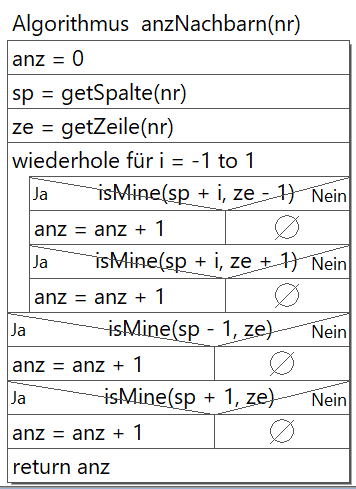 Algorithmus anzNachbarn(nr)
anz = 0
sp = getSpalte(nr)
ze = getZeile(nr)
wiederhole für i = -1 to 1
Ja isMine(sp + i, ze - 1) Nein
anz = anz + 1 ∅
Ja isMine(sp + i, ze + 1) Nein
anz = anz + 1 ∅
Ja isMine(sp - 1, ze) Nein
anz = anz + 1 ∅
Ja isMine(sp + 1, ze) Nein
anz = anz + 1 ∅
return anz